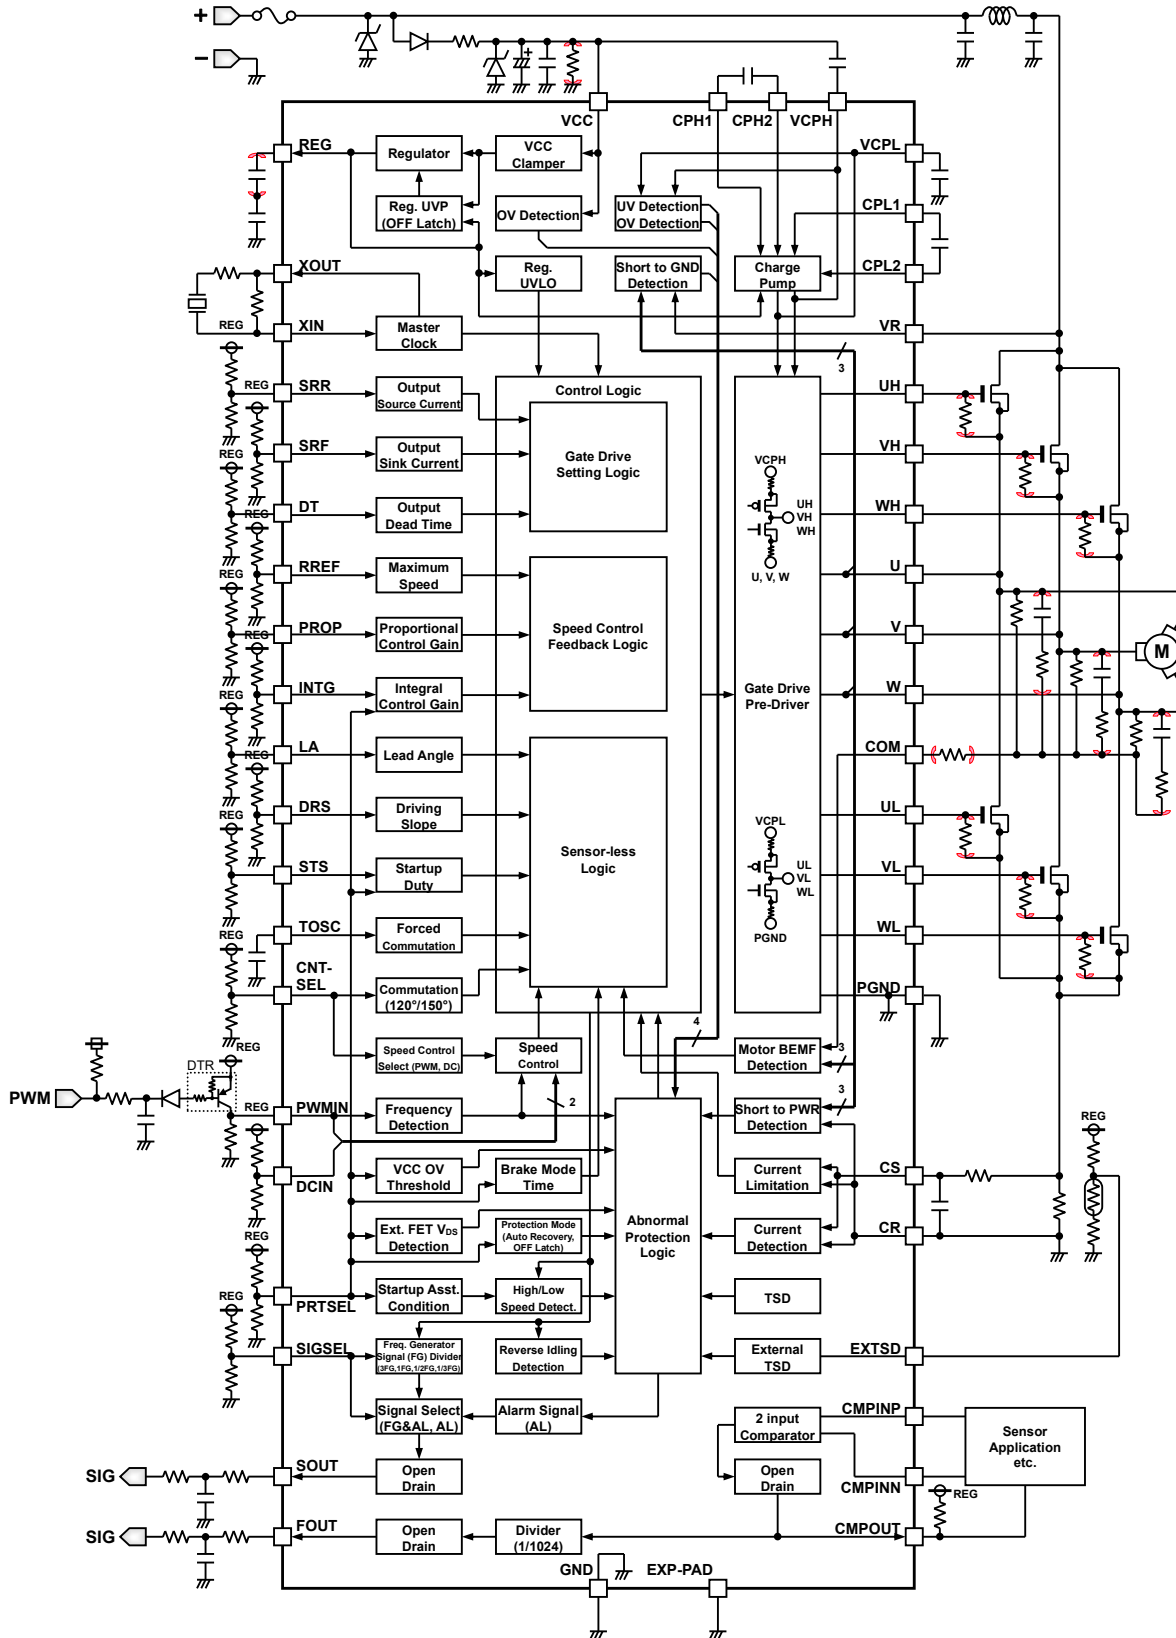 +
−
VCC
CPH1
CPH2
VCPH
REG
Regulator
VCC
Clamper
VCPL
Reg. UVP
(OFF Latch)
OV Detection
UV Detection
OV Detection
CPL1
XOUT
Reg.
UVLO
Short to GND
Detection
Charge
Pump
CPL2
REG
XIN
Master
Clock
VR
3
REG
SRR
Output
Source Current
Control Logic
UH
Gate Drive
Setting Logic
REG
SRF
Output
Sink Current
VCPH
VH
UH
VH
WH
U, V, W
REG
DT
Output
Dead Time
WH
REG
RREF
Maximum
Speed
U
REG
PROP
Proportional
Control Gain
Speed Control
Feedback Logic
V
M
REG
INTG
Integral
Control Gain
Gate Drive
Pre-Driver
W
REG
LA
Lead Angle
COM
REG
DRS
Driving
Slope
UL
VCPL
UL
VL
WL
PGND
REG
STS
Startup
Duty
Sensor-less
Logic
VL
TOSC
Forced
Commutation
WL
REG
CNT-
SEL
Commutation
(120°/150°)
PGND
4
Speed Control
Select (PWM, DC)
Speed
Control
Motor BEMF
Detection
3
REG
DTR
PWM
REG
PWMIN
Frequency
Detection
2
Short to PWR
Detection
3
REG
DCIN
VCC OV
Threshold
Brake Mode
Time
Current
Limitation
CS
Ext. FET VDS
Detection
Protection Mode
(Auto Recovery,
OFF Latch)
Abnormal
Protection
Logic
Current
Detection
CR
REG
PRTSEL
Startup Asst.
Condition
High/Low
Speed Detect.
TSD
REG
SIGSEL
Freq. Generator
Signal (FG) Divider
(3FG,1FG,1/2FG,1/3FG)
Reverse Idling
Detection
External
TSD
EXTSD
Signal Select
(FG&AL, AL)
Alarm Signal
(AL)
2 input
Comparator
CMPINP
Sensor
Application
etc.
SIG
SOUT
Open
Drain
Open
Drain
CMPINN
REG
SIG
FOUT
Open
Drain
Divider
(1/1024)
CMPOUT
GND
EXP-PAD